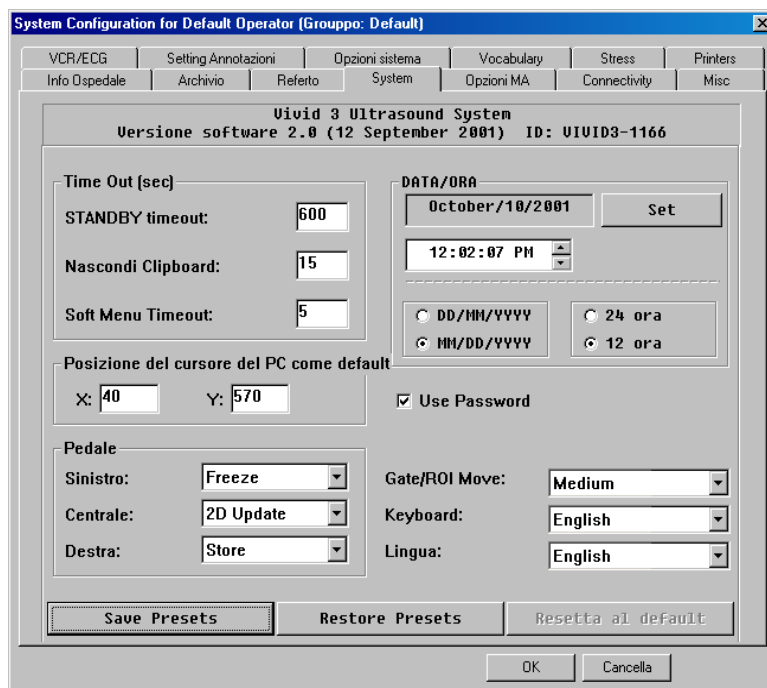 System Configuration for Default Operator (Grouppo: Default)
VCR/ECG Setting Annotazioni Opzioni sistema Vocabulary Stress Printers
Info Ospedale Archivio Referto System Opzioni MA Connectivity Misc
Vivid 3 Ultrasound System
Versione software 2.0 (12 September 2001) ID: VIVID3-1166
Time Out (sec)
STANDBY timeout: 600
Nascondi Clipboard: 15
Soft Menu Timeout: 5
DATA/ORA
October/10/2001 Set
12:02:07 PM
DD/MM/YYYY 24 ora
MM/DD/YYYY 12 ora
Posizione del cursore del PC come default
X: 40 Y: 570
Use Password
Pedale
Sinistro: Freeze
Centrale: 2D Update
Destra: Store
Gate/ROI Move: Medium
Keyboard: English
Lingua: English
Save Presets Restore Presets Resetta al default
OK Cancella